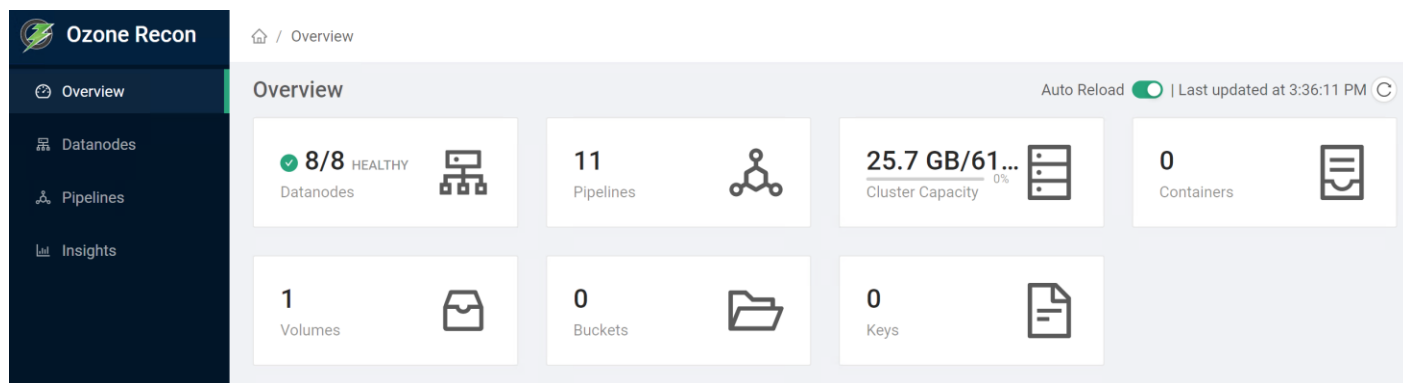 Ozone Recon
/ Overview
Overview
Datanodes
Pipelines
Insights
Overview
Auto Reload | Last updated at 3:36:11 PM
8/8 HEALTHY
Datanodes
11
Pipelines
25.7 GB/61...
0%
Cluster Capacity
0
Containers
1
Volumes
0
Buckets
0
Keys